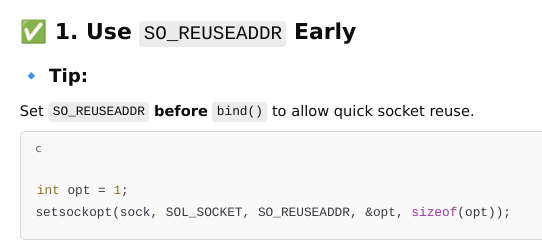 ✅ 1. Use SO_REUSEADDR Early
🔹 Tip:
Set SO_REUSEADDR before bind() to allow quick socket reuse.
c
int opt = 1;
setsockopt(sock, SOL_SOCKET, SO_REUSEADDR, &opt, sizeof(opt));